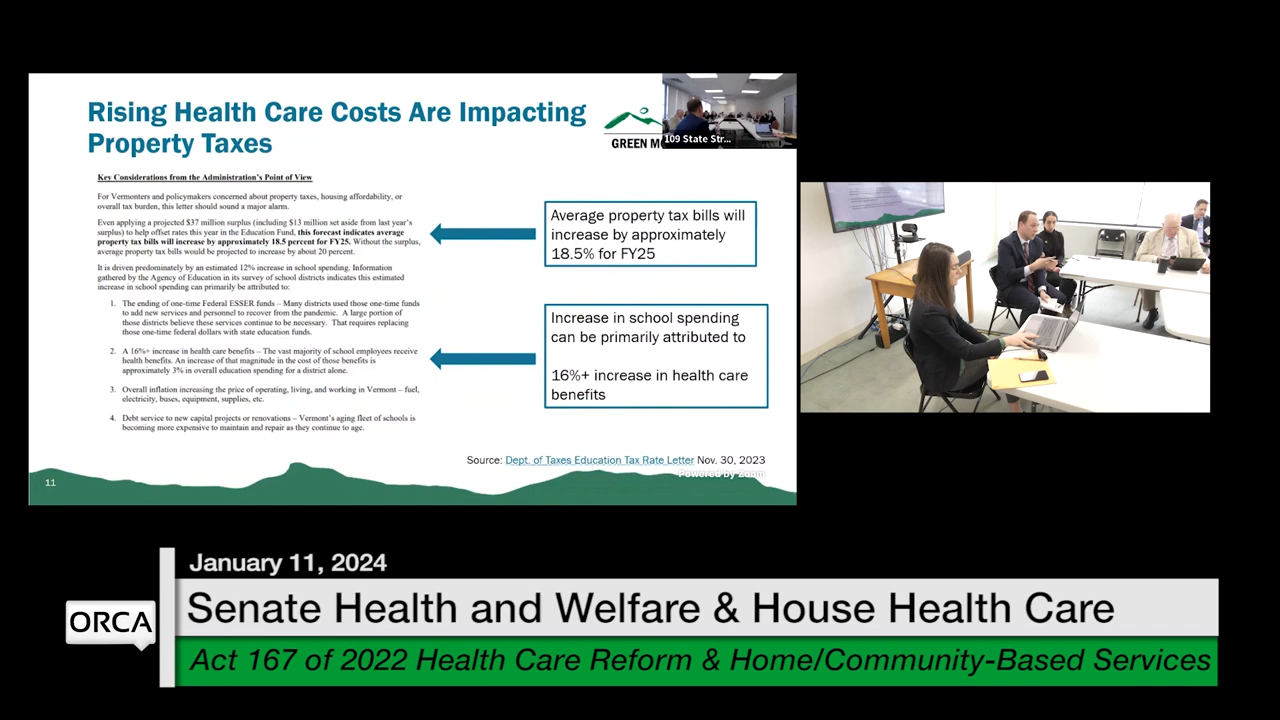 Rising Health Care Costs Are Impacting
Property Taxes
GREEN MO
109 State Str...
Key Considerations from the Administration's Point of View
For Vermonters and policymakers concerned about property taxes, housing affordability, or
overall tax burden, this letter should sound a major alarm.
Even applying a projected $37 million surplus (including $13 million set aside from last year's
surplus) to help offset rates this year in the Education Fund, this forecast indicates average
property tax bills will increase by approximately 18.5 percent for FY25. Without the surplus,
average property tax bills would be projected to increase by about 20 percent.
It is driven predominately by an estimated 12% increase in school spending. Information
gathered by the Agency of Education in its survey of school districts indicates this estimated
increase in school spending can primarily be attributed to:
1. The ending of one-time Federal ESSER funds – Many districts used those one-time funds
to add new services and personnel to recover from the pandemic. A large portion of
those districts believe these services continue to be necessary. That requires replacing
those one-time federal dollars with state education funds.
2. A 16%+ increase in health care benefits – The vast majority of school employees receive
health benefits. An increase of that magnitude in the cost of those benefits is
approximately 3% in overall education spending for a district alone.
3. Overall inflation increasing the price of operating, living, and working in Vermont – fuel,
electricity, buses, equipment, supplies, etc.
4. Debt service to new capital projects or renovations – Vermont's aging fleet of schools is
becoming more expensive to maintain and repair as they continue to age.
Average property tax bills will
increase by approximately
18.5% for FY25
Increase in school spending
can be primarily attributed to
16%+ increase in health care
benefits
Source: Dept. of Taxes Education Tax Rate Letter Nov. 30, 2023
Powered by Zoom
11
January 11, 2024
ORCA
Senate Health and Welfare & House Health Care
Act 167 of 2022 Health Care Reform & Home/Community-Based Services